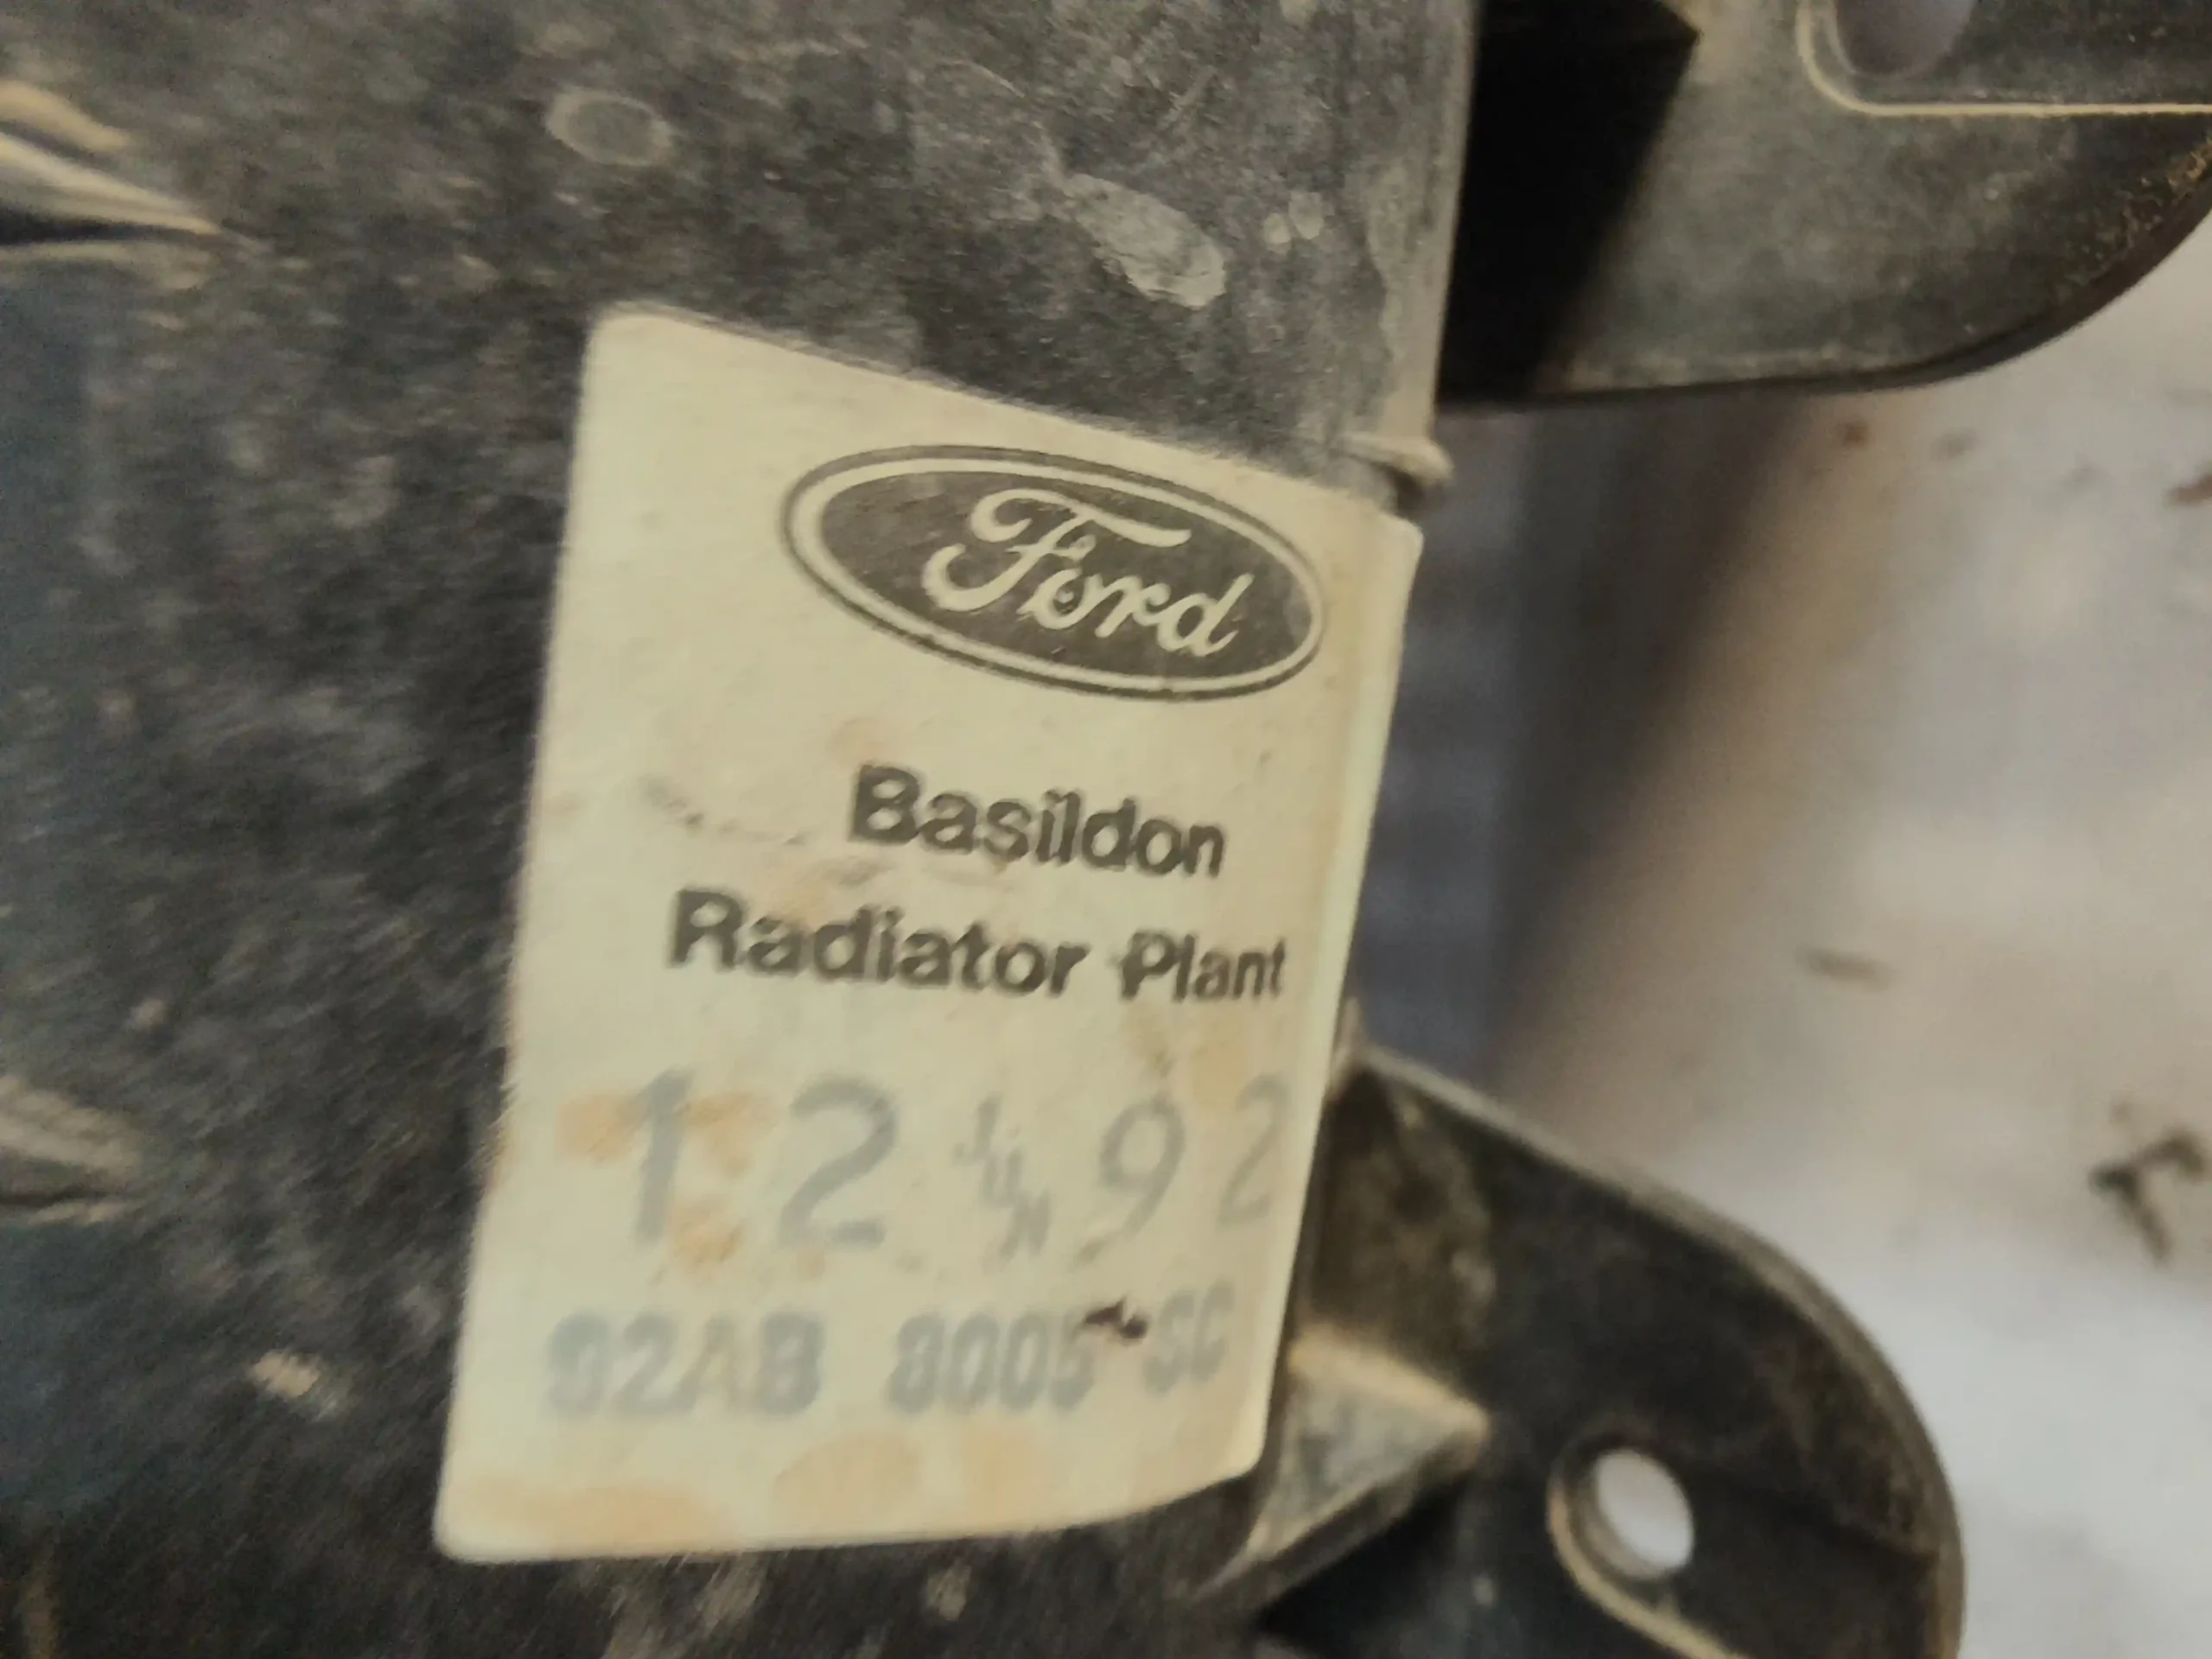 Ford
Basildon
Radiator Plant
12 JUN 92
92AB 8005 SC